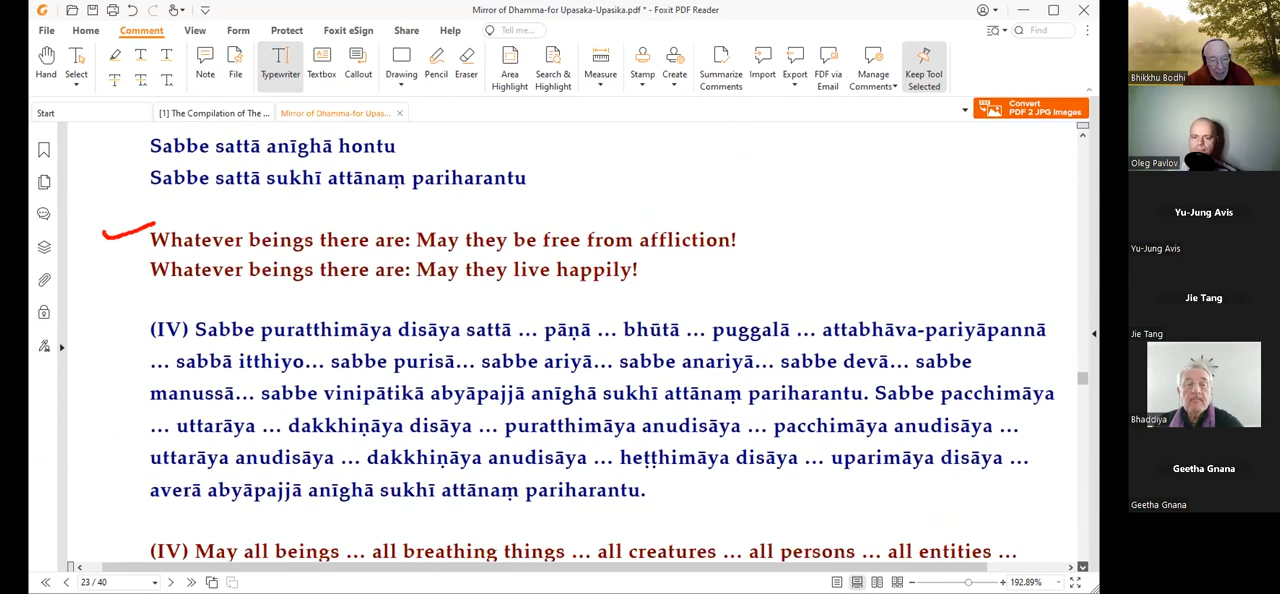 Mirror of Dhamma-for Upasaka-Upasika.pdf * - Foxit PDF Reader
File Home Comment View Form Protect Foxit eSign Share Help Tell me... Find
Hand Select Note File Typewriter Textbox Callout Drawing Pencil Eraser Area Highlight Search & Highlight Measure Stamp Create Summarize Comments Import Export FDF via Email Manage Comments Keep Tool Selected
Start [1] The Compilation of The ... Mirror of Dhamma-for Upas... Convert PDF 2 JPG Images
Sabbe sattā anīghā hontu
Sabbe sattā sukhī attānaṃ pariharantu
Whatever beings there are: May they be free from affliction!
Whatever beings there are: May they live happily!
(IV) Sabbe puratthimāya disāya sattā ... pāṇā ... bhūtā ... puggalā ... attabhāva-pariyāpannā
... sabbā itthiyo... sabbe purisā... sabbe ariyā... sabbe anariyā... sabbe devā... sabbe
manussā... sabbe vinipātikā abyāpajjā anīghā sukhī attānaṃ pariharantu. Sabbe pacchimāya
... uttarāya ... dakkhiṇāya disāya ... puratthimāya anudisāya ... pacchimāya anudisāya ...
uttarāya anudisāya ... dakkhiṇāya anudisāya ... heṭṭhimāya disāya ... uparimāya disāya ...
averā abyāpajjā anīghā sukhī attānaṃ pariharantu.
(IV) May all beings ... all breathing things ... all creatures ... all persons ... all entities ...
23 / 40 192.89%
Bhikkhu Bodhi
Oleg Pavlov
Yu-Jung Avis
Yu-Jung Avis
Jie Tang
Jie Tang
Bhaddiya
Geetha Gnana
Geetha Gnana